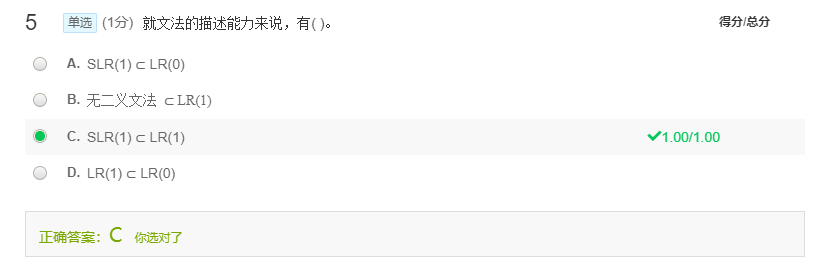 5 单选 (1分) 就文法的描述能力来说，有( )。 得分/总分
A. SLR(1) ⊂ LR(0)
B. 无二义文法 ⊂ LR(1)
C. SLR(1) ⊂ LR(1) 1.00/1.00
D. LR(1) ⊂ LR(0)
正确答案：C 你选对了